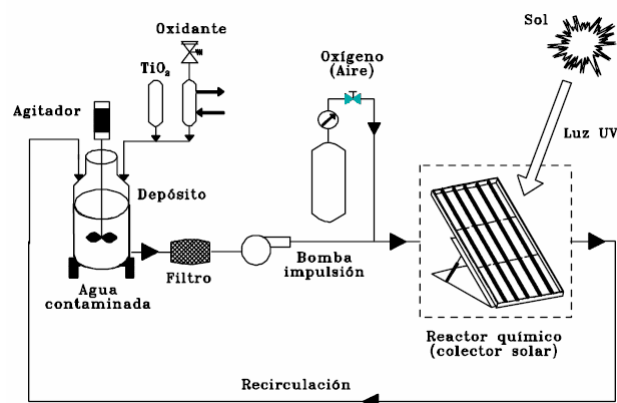 Sol
Oxidante
TiO₂
Oxígeno
(Aire)
Agitador
Luz UV
Depósito
Bomba
impulsión
Filtro
Agua
contaminada
Reactor químico
(colector solar)
Recirculación